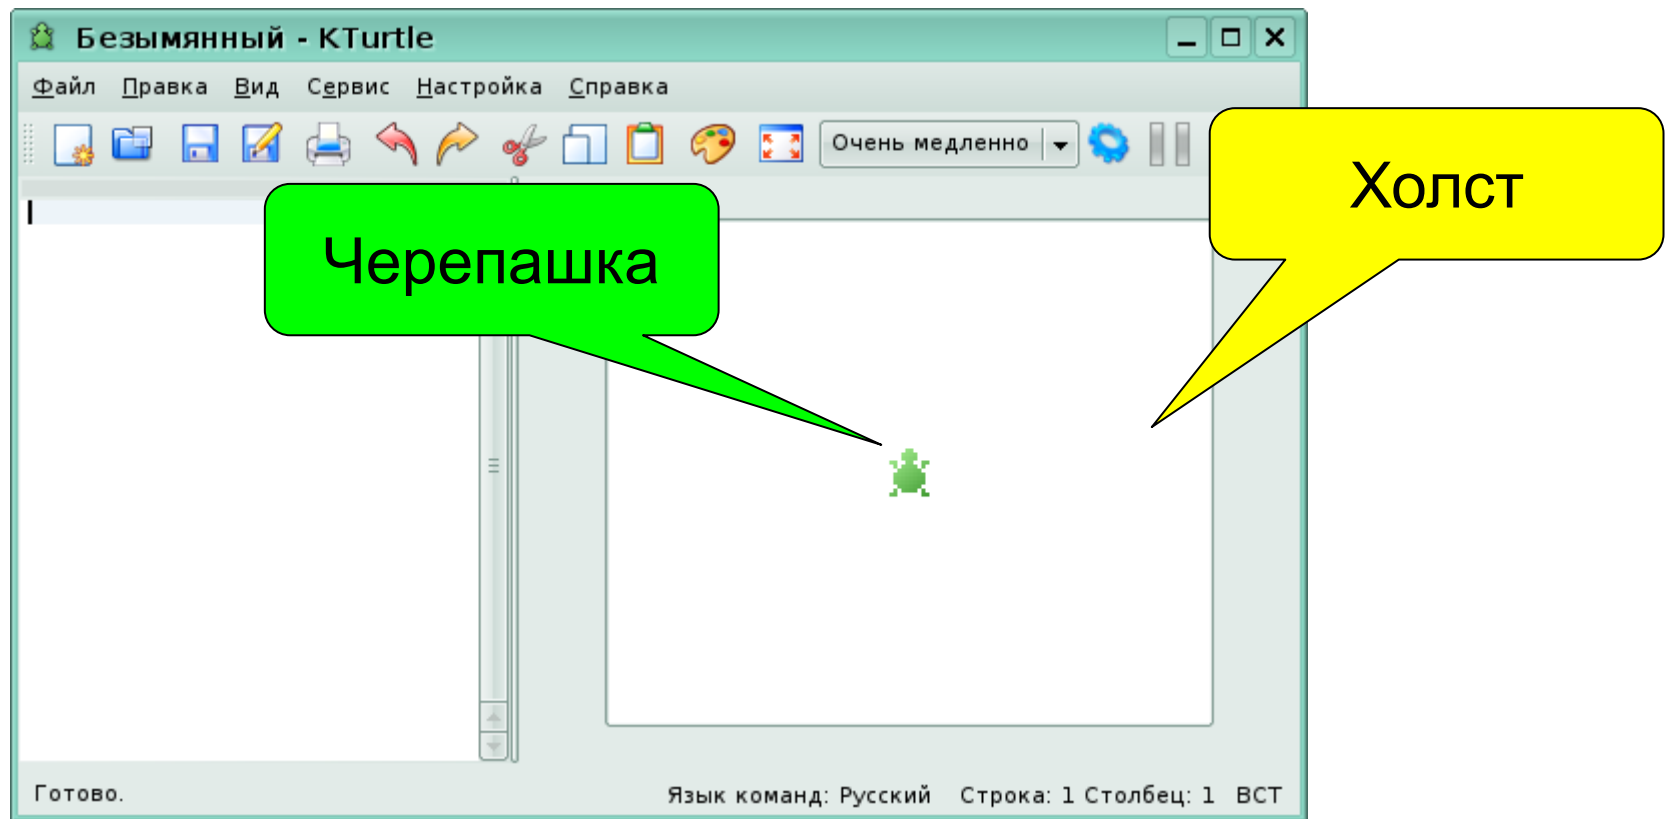 Безымянный - KTurtle
Файл Правка Вид Сервис Настройка Справка
Очень медленно
Холст
Черепашка
Готово.
Язык команд: Русский Строка: 1 Столбец: 1 ВСТ